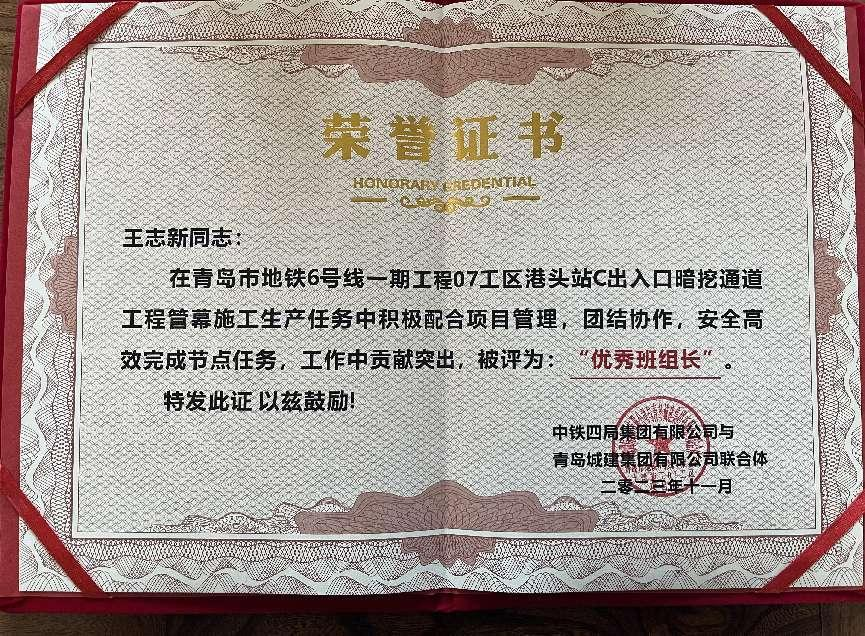 荣誉证书
HONORARY CREDENTIAL
王志新同志：
在青岛市地铁6号线一期工程07工区港头站C出入口暗挖通道
工程管幕施工生产任务中积极配合项目管理，团结协作，安全高
效完成节点任务，工作中贡献突出，被评为：“优秀班组长”。
特发此证 以兹鼓励!
中铁四局集团有限公司与
青岛城建集团有限公司联合体
二零二三年十一月